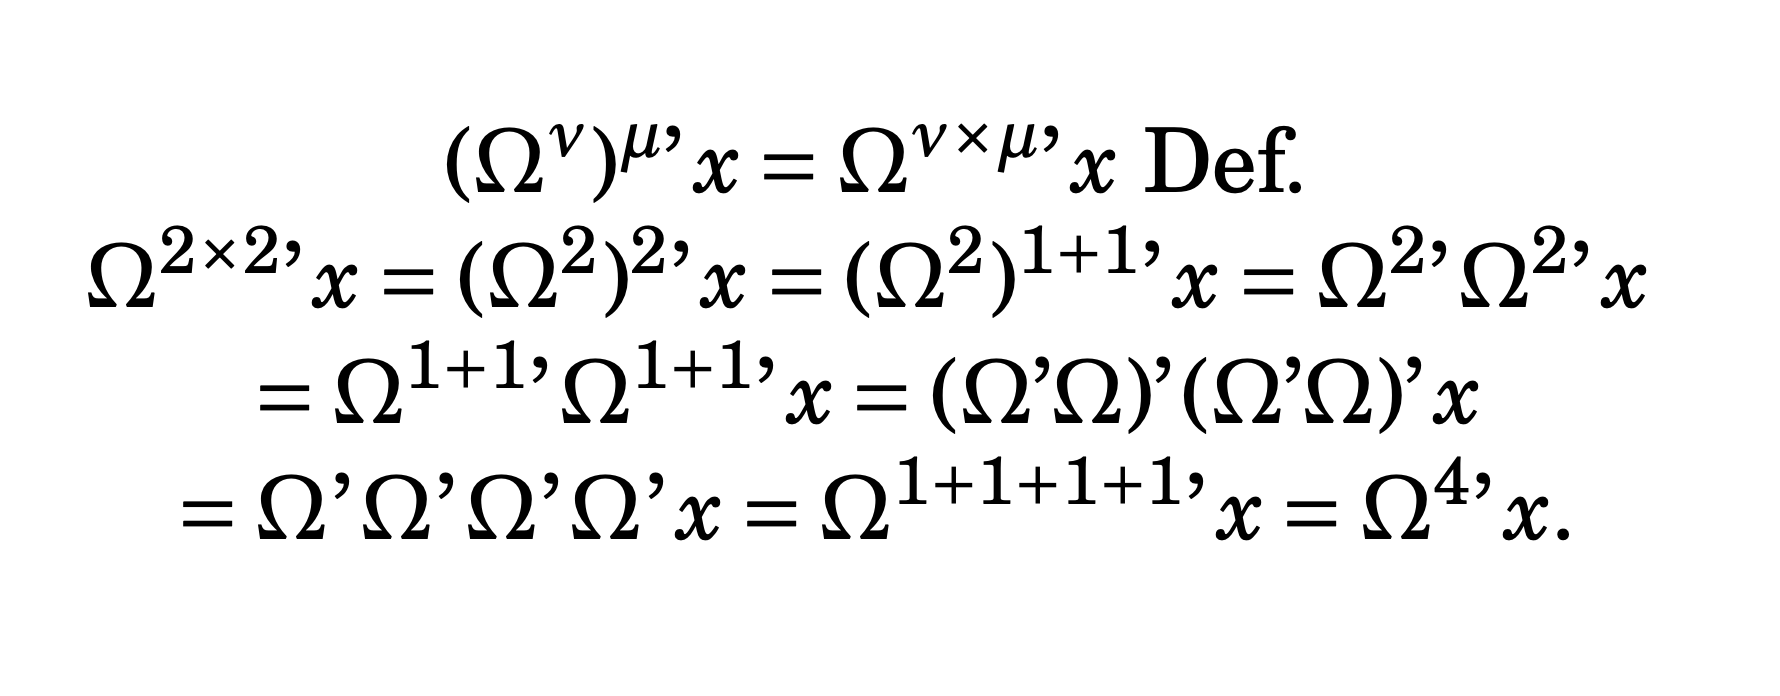 (Ω^ν)^μ’x = Ω^ν×μ’x Def.
Ω^2×2’x = (Ω^2)^2’x = (Ω^2)^1+1’x = Ω^2’Ω^2’x
= Ω^1+1’Ω^1+1’x = (Ω’Ω)’(Ω’Ω)’x
= Ω’Ω’Ω’Ω’x = Ω^1+1+1+1’x = Ω^4’x.